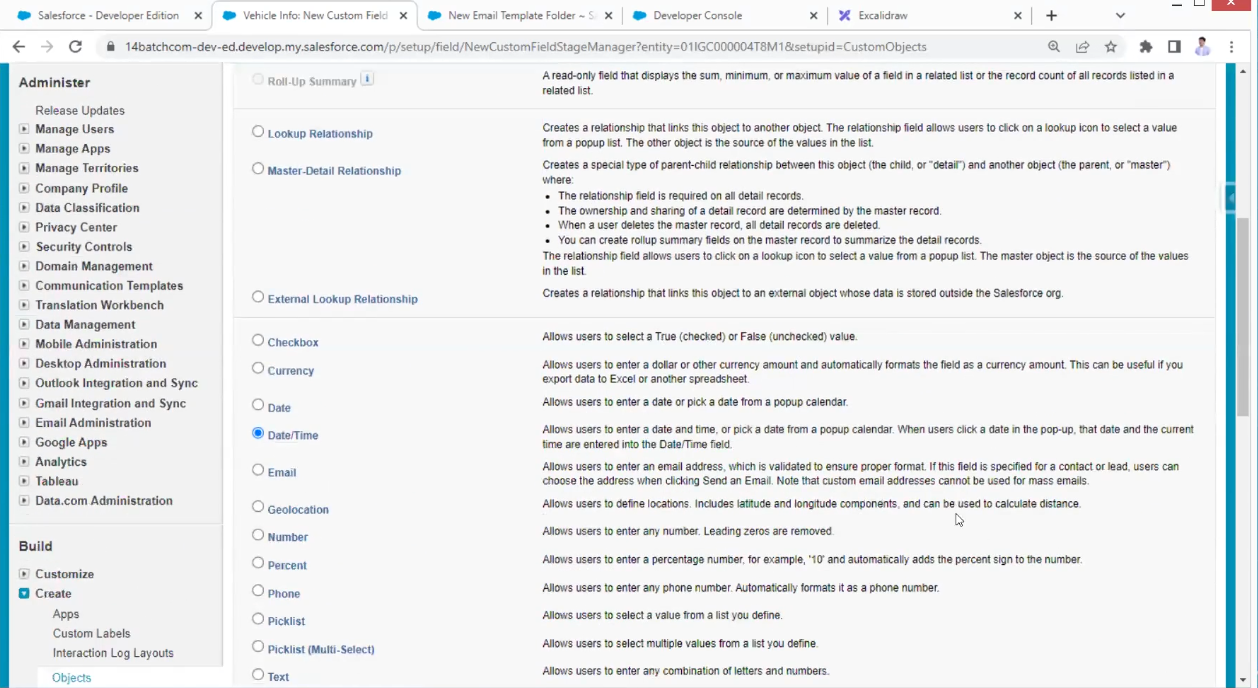 Salesforce - Developer Edition
Vehicle Info: New Custom Field
New Email Template Folder ~ S
Developer Console
Excalidraw
14batchcom-dev-ed.develop.my.salesforce.com/p/setup/field/NewCustomFieldStageManager?entity=01IGC000004T8M1&setupid=CustomObjects
Administer
Release Updates
Manage Users
Manage Apps
Manage Territories
Company Profile
Data Classification
Privacy Center
Security Controls
Domain Management
Communication Templates
Translation Workbench
Data Management
Mobile Administration
Desktop Administration
Outlook Integration and Sync
Gmail Integration and Sync
Email Administration
Google Apps
Analytics
Tableau
Data.com Administration
Build
Customize
Create
Apps
Custom Labels
Interaction Log Layouts
Objects
Roll-Up Summary i
A read-only field that displays the sum, minimum, or maximum value of a field in a related list or the record count of all records listed in a
related list.
Lookup Relationship
Creates a relationship that links this object to another object. The relationship field allows users to click on a lookup icon to select a value
from a popup list. The other object is the source of the values in the list.
Master-Detail Relationship
Creates a special type of parent-child relationship between this object (the child, or "detail") and another object (the parent, or "master")
where:
• The relationship field is required on all detail records.
• The ownership and sharing of a detail record are determined by the master record.
• When a user deletes the master record, all detail records are deleted.
• You can create rollup summary fields on the master record to summarize the detail records.
The relationship field allows users to click on a lookup icon to select a value from a popup list. The master object is the source of the values
in the list.
External Lookup Relationship
Creates a relationship that links this object to an external object whose data is stored outside the Salesforce org.
Checkbox
Allows users to select a True (checked) or False (unchecked) value.
Currency
Allows users to enter a dollar or other currency amount and automatically formats the field as a currency amount. This can be useful if you
export data to Excel or another spreadsheet.
Date
Allows users to enter a date or pick a date from a popup calendar.
Date/Time
Allows users to enter a date and time, or pick a date from a popup calendar. When users click a date in the pop-up, that date and the current
time are entered into the Date/Time field.
Email
Allows users to enter an email address, which is validated to ensure proper format. If this field is specified for a contact or lead, users can
choose the address when clicking Send an Email. Note that custom email addresses cannot be used for mass emails.
Geolocation
Allows users to define locations. Includes latitude and longitude components, and can be used to calculate distance.
Number
Allows users to enter any number. Leading zeros are removed.
Percent
Allows users to enter a percentage number, for example, '10' and automatically adds the percent sign to the number.
Phone
Allows users to enter any phone number. Automatically formats it as a phone number.
Picklist
Allows users to select a value from a list you define.
Picklist (Multi-Select)
Allows users to select multiple values from a list you define.
Text
Allows users to enter any combination of letters and numbers.